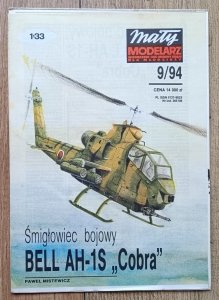 1:33
mały
MODELARZ
9/94
CENA 14 000 zł
Śmigłowiec bojowy
BELL AH-1S „Cobra"
PAWEŁ MISTEWICZ